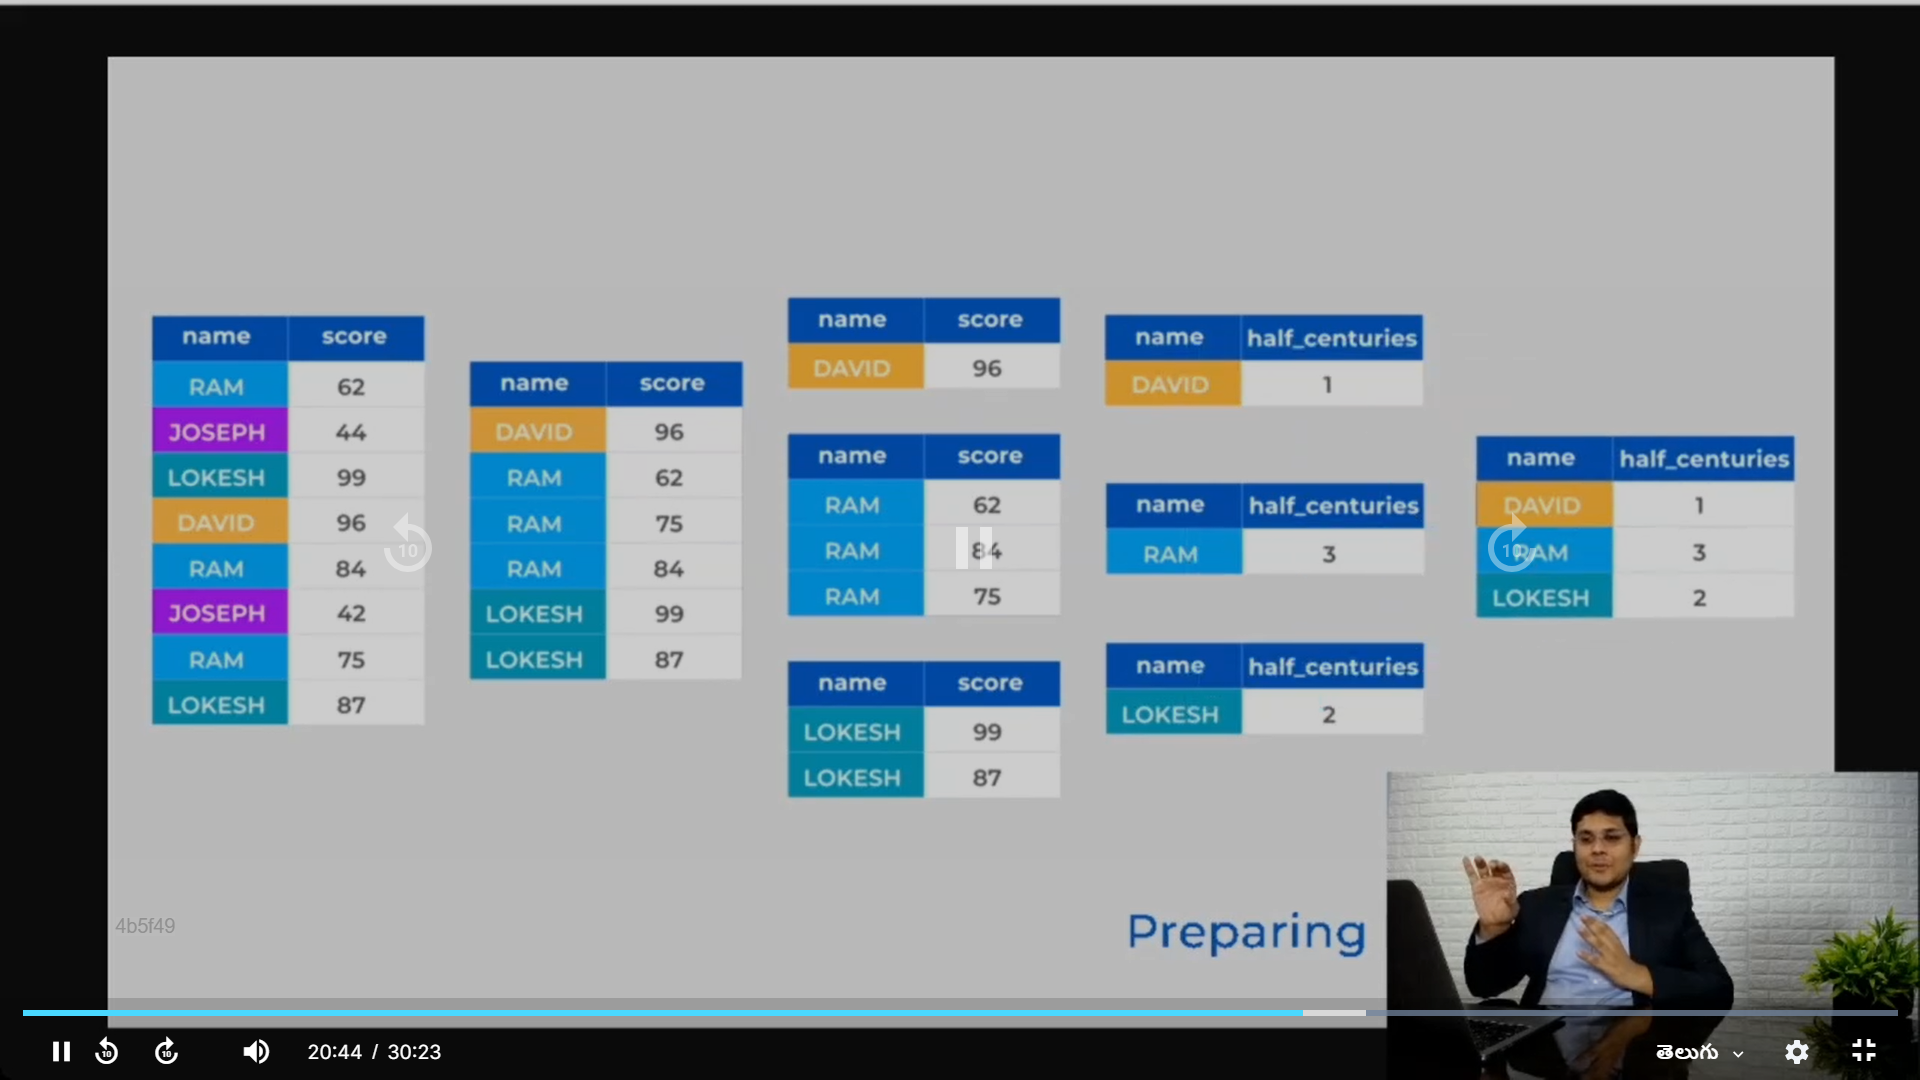 name score
RAM 62
JOSEPH 44
LOKESH 99
DAVID 96
RAM 84
JOSEPH 42
RAM 75
LOKESH 87
name score
DAVID 96
RAM 62
RAM 75
RAM 84
LOKESH 99
LOKESH 87
name score
DAVID 96
name score
RAM 62
RAM 84
RAM 75
name score
LOKESH 99
LOKESH 87
name half_centuries
DAVID 1
name half_centuries
RAM 3
name half_centuries
LOKESH 2
name half_centuries
DAVID 1
RAM 3
LOKESH 2
10
10
4b5f49
Preparing
10 10 20:44 / 30:23 తెలుగు